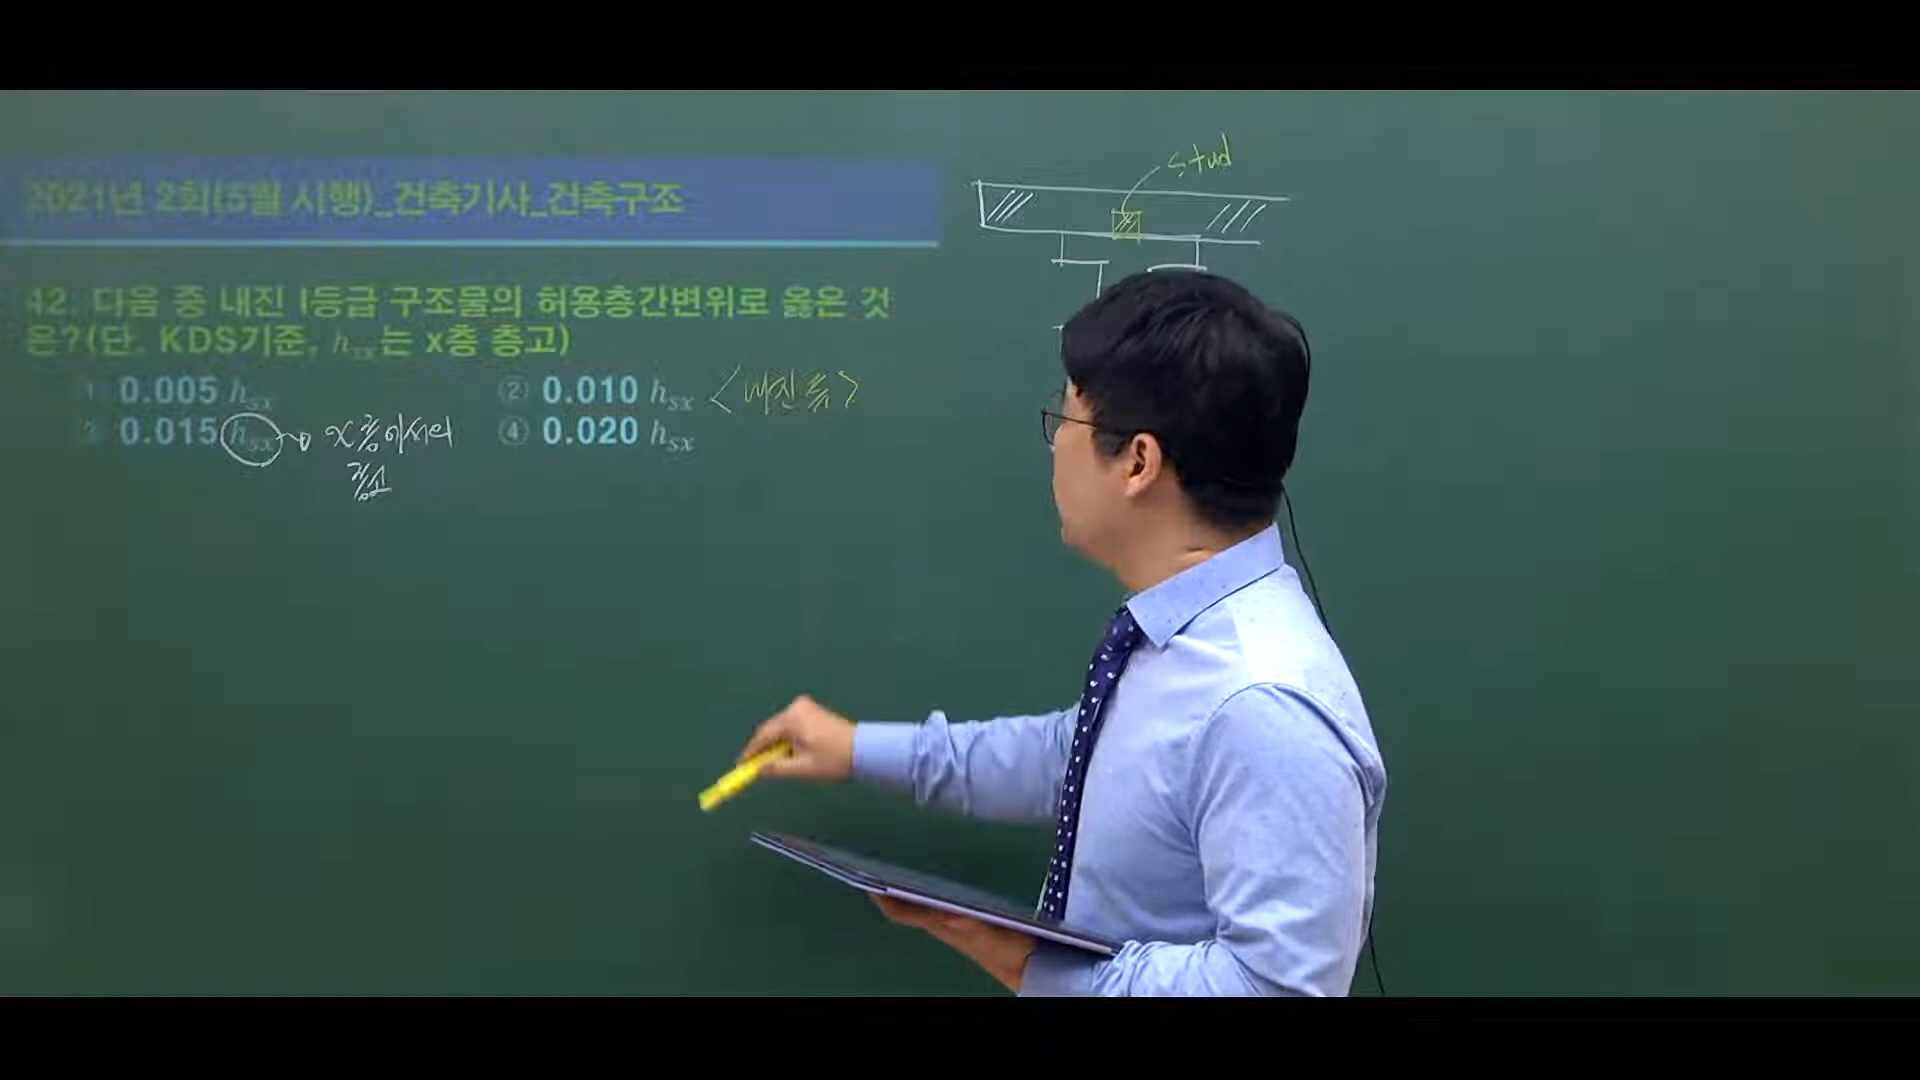 2021년 2회(5월 시행)_건축기사_건축구조
42. 다음 중 내진 I등급 구조물의 허용층간변위로 옳은 것
은?(단, KDS기준, hsx는 x층 층고)
① 0.005 hsx
② 0.010 hsx <내진특>
③ 0.015 hsx
④ 0.020 hsx
x층에서의
층고
stud